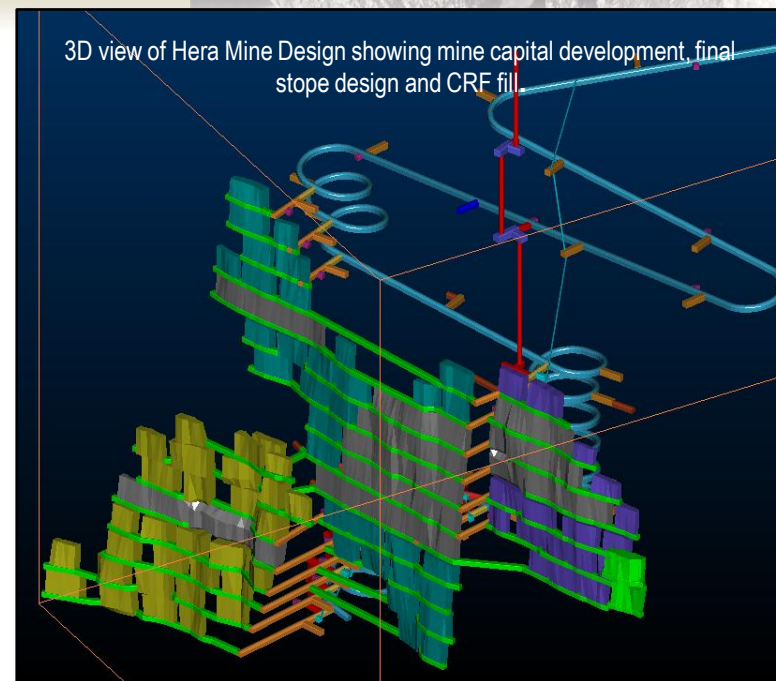 3D view of Hera Mine Design showing mine capital development, final
stope design and CRF fill.